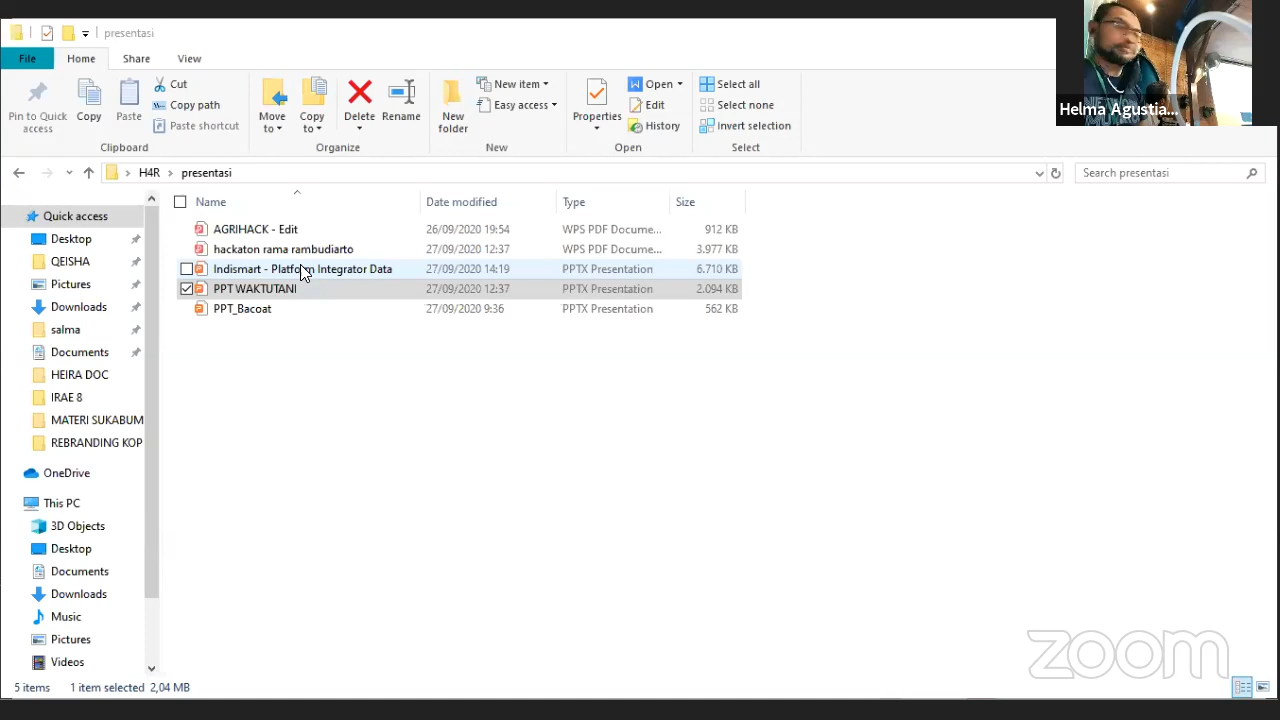 presentasi
File Home Share View
Pin to Quick access
Copy
Paste
Cut
Copy path
Paste shortcut
Clipboard
Move to
Copy to
Delete
Rename
Organize
New folder
New item
Easy access
New
Properties
Open
Edit
History
Open
Select all
Select none
Invert selection
Select
Helma Agustia...
H4R presentasi
Search presentasi
Name Date modified Type Size
AGRIHACK - Edit 26/09/2020 19:54 WPS PDF Docume... 912 KB
hackaton rama rambudiarto 27/09/2020 12:37 WPS PDF Docume... 3.977 KB
Indismart - Platform Integrator Data 27/09/2020 14:19 PPTX Presentation 6.710 KB
PPT WAKTUTANI 27/09/2020 12:37 PPTX Presentation 2.094 KB
PPT_Bacoat 27/09/2020 9:36 PPTX Presentation 562 KB
Quick access
Desktop
QEISHA
Pictures
Downloads
salma
Documents
HEIRA DOC
IRAE 8
MATERI SUKABUM
REBRANDING KOP
OneDrive
This PC
3D Objects
Desktop
Documents
Downloads
Music
Pictures
Videos
zoom
5 items 1 item selected 2,04 MB